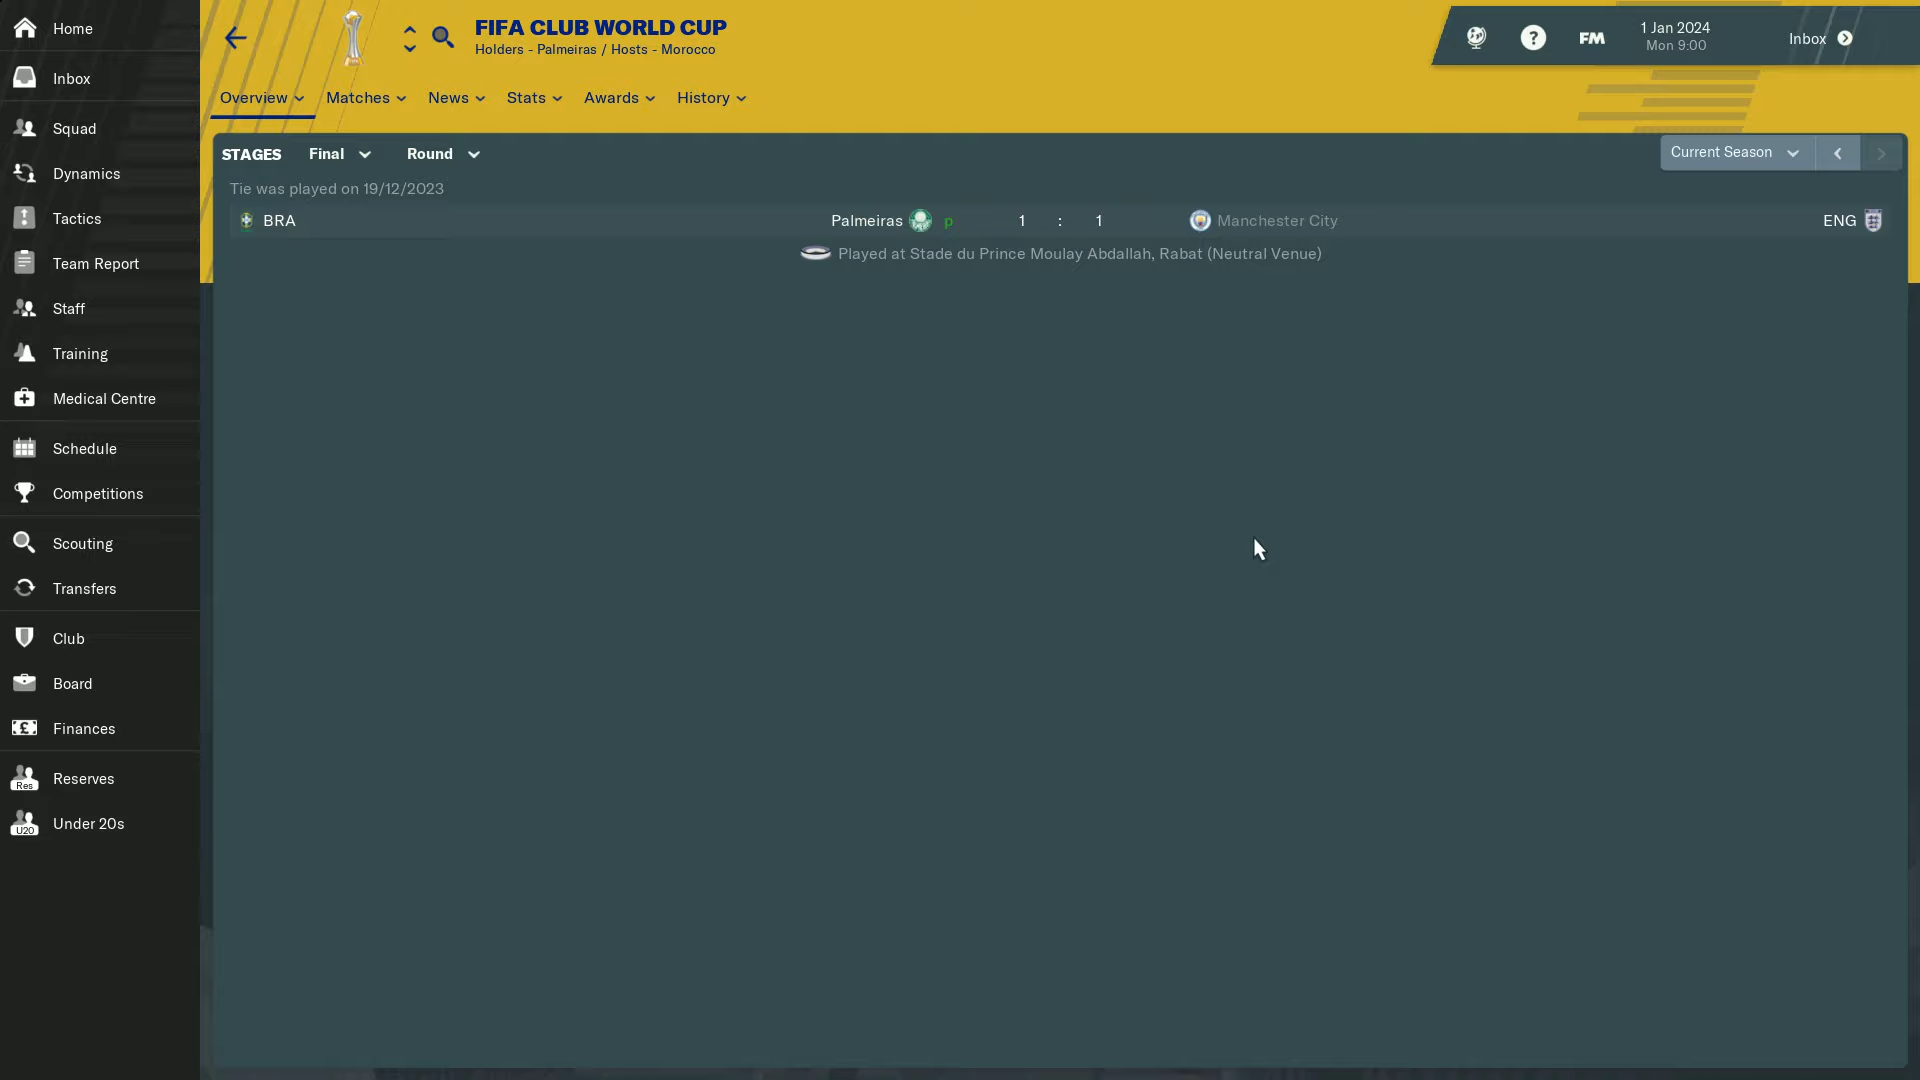 Home
Inbox
Squad
Dynamics
Tactics
Team Report
Staff
Training
Medical Centre
Schedule
Competitions
Scouting
Transfers
Club
Board
Finances
Res
Reserves
U20
Under 20s
FIFA CLUB WORLD CUP
Holders - Palmeiras / Hosts - Morocco
? FM 1 Jan 2024 Inbox
Mon 9:00
Overview Matches News Stats Awards History
STAGES Final Round Current Season
Tie was played on 19/12/2023
BRA Palmeiras p 1 : 1 Manchester City ENG
Played at Stade du Prince Moulay Abdallah, Rabat (Neutral Venue)